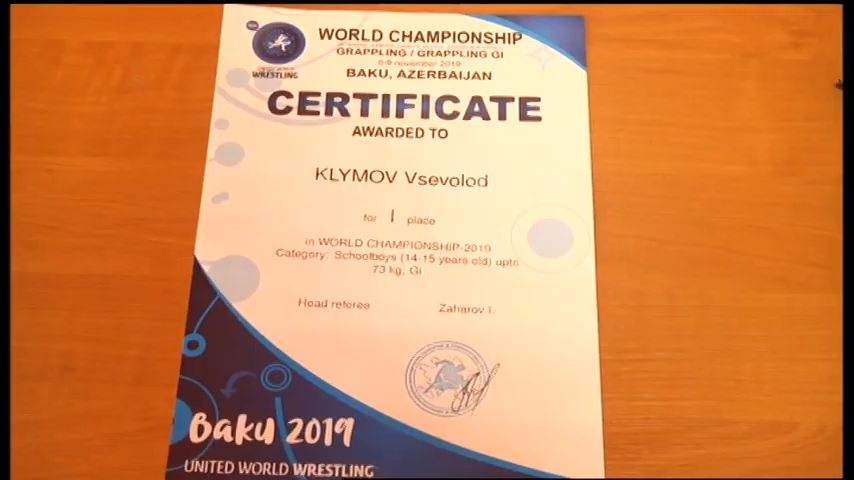 WORLD CHAMPIONSHIP
GRAPPLING / GRAPPLING GI
8-9 november 2019
BAKU, AZERBAIJAN
WRESTLING
CERTIFICATE
AWARDED TO
KLYMOV Vsevolod
for I place
in WORLD CHAMPIONSHIP-2019
Category: Schoolboys (14-15 years old) upto
73 kg, Gi
Head referee Zaharov I.
Baku 2019
UNITED WORLD WRESTLING